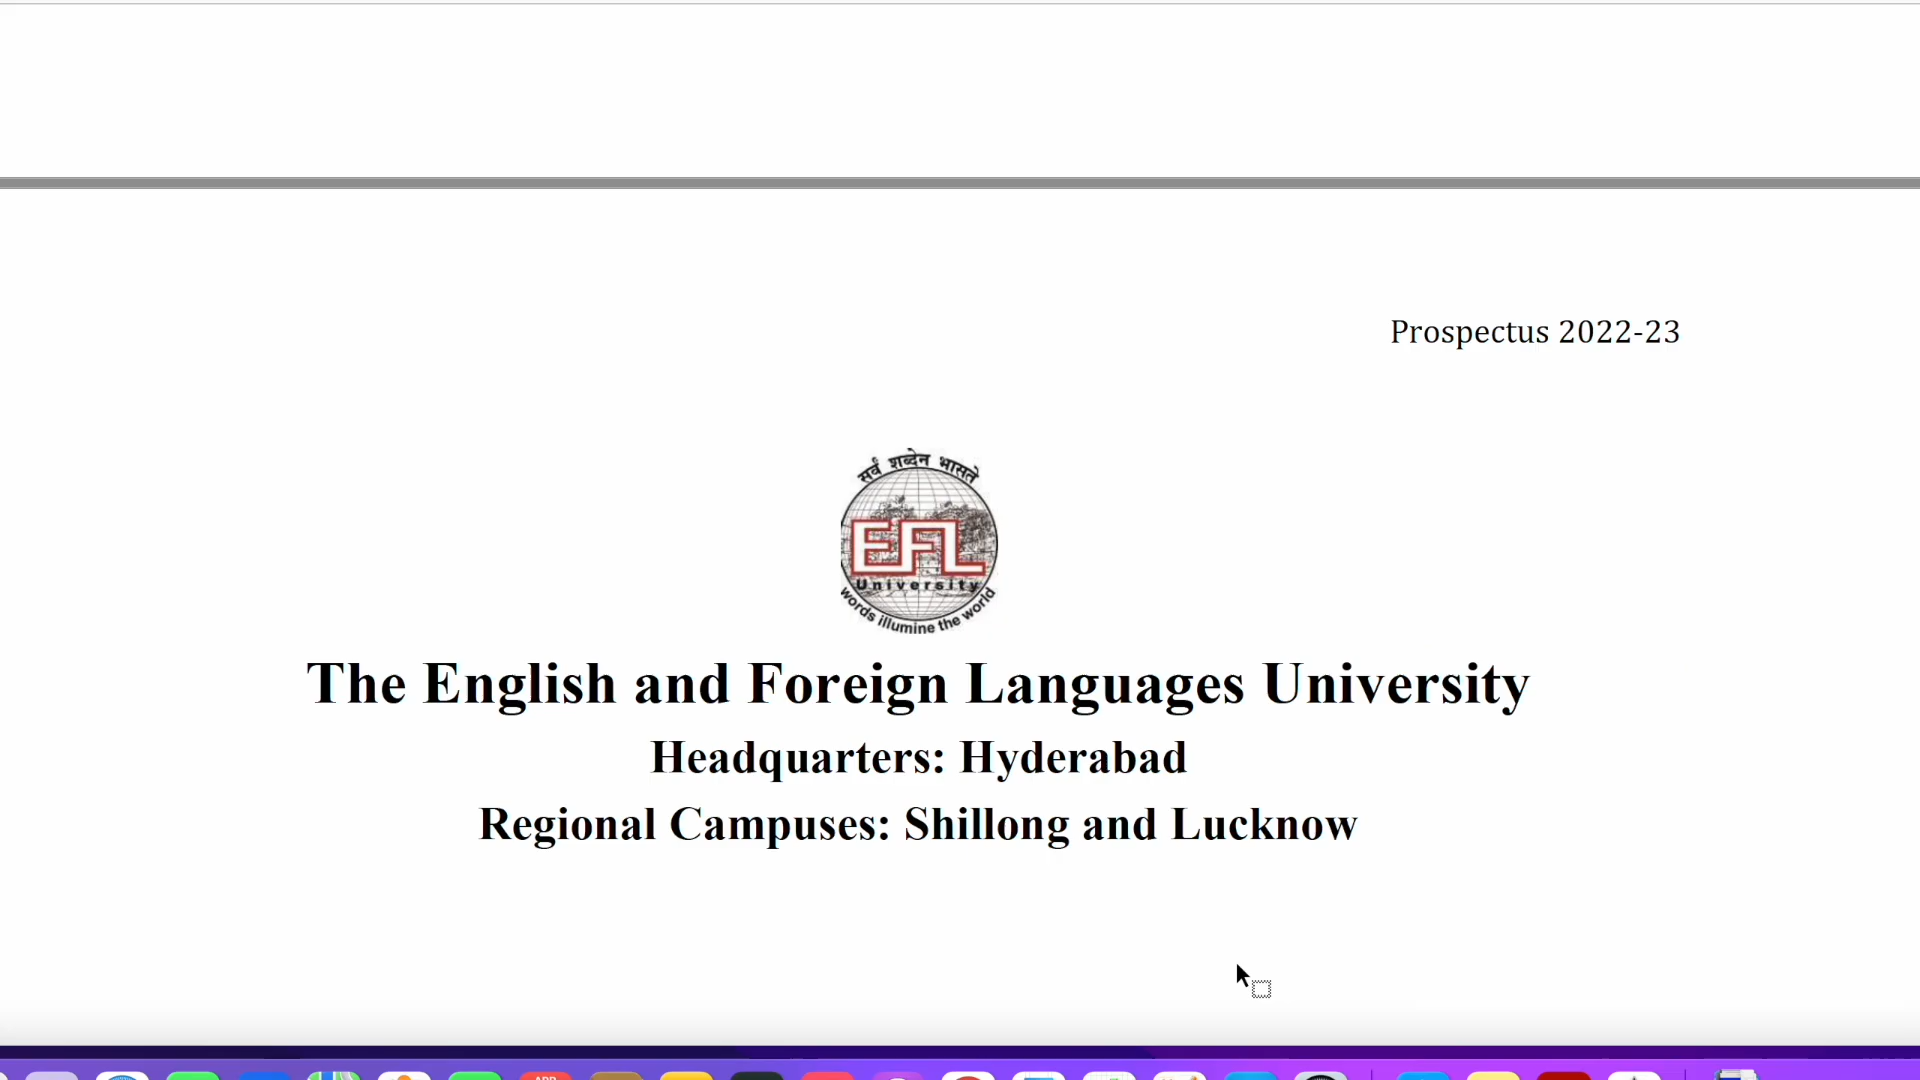 Prospectus 2022-23
सर्वं शब्देन भासते
EFL
University
words illumine the world
The English and Foreign Languages University
Headquarters: Hyderabad
Regional Campuses: Shillong and Lucknow